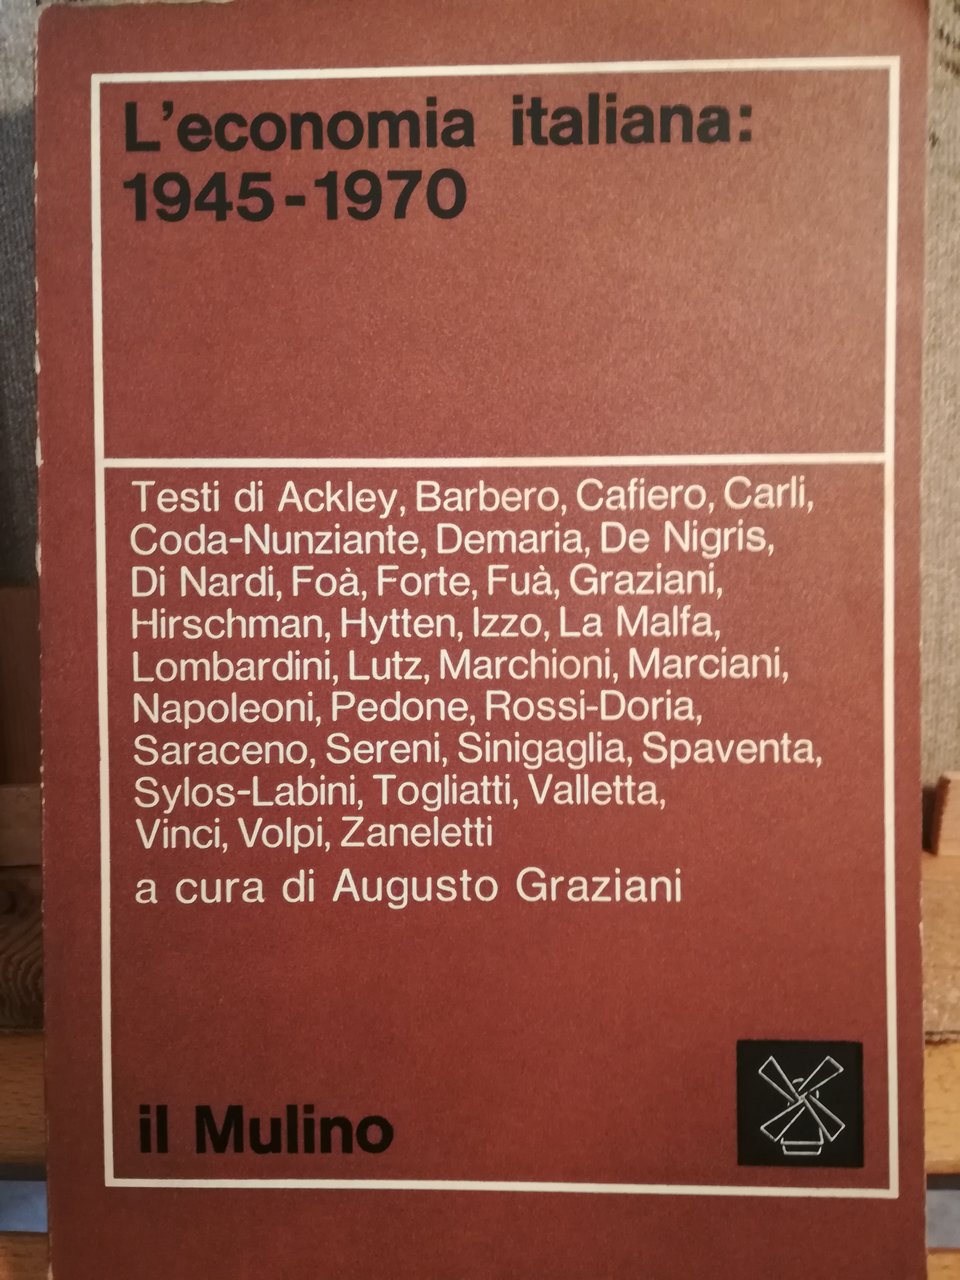 L'economia italiana:
1945-1970
Testi di Ackley, Barbero, Cafiero, Carli,
Coda-Nunziante, Demaria, De Nigris,
Di Nardi, Foà, Forte, Fuà, Graziani,
Hirschman, Hytten, Izzo, La Malfa,
Lombardini, Lutz, Marchioni, Marciani,
Napoleoni, Pedone, Rossi-Doria,
Saraceno, Sereni, Sinigaglia, Spaventa,
Sylos-Labini, Togliatti, Valletta,
Vinci, Volpi, Zaneletti
a cura di Augusto Graziani
il Mulino